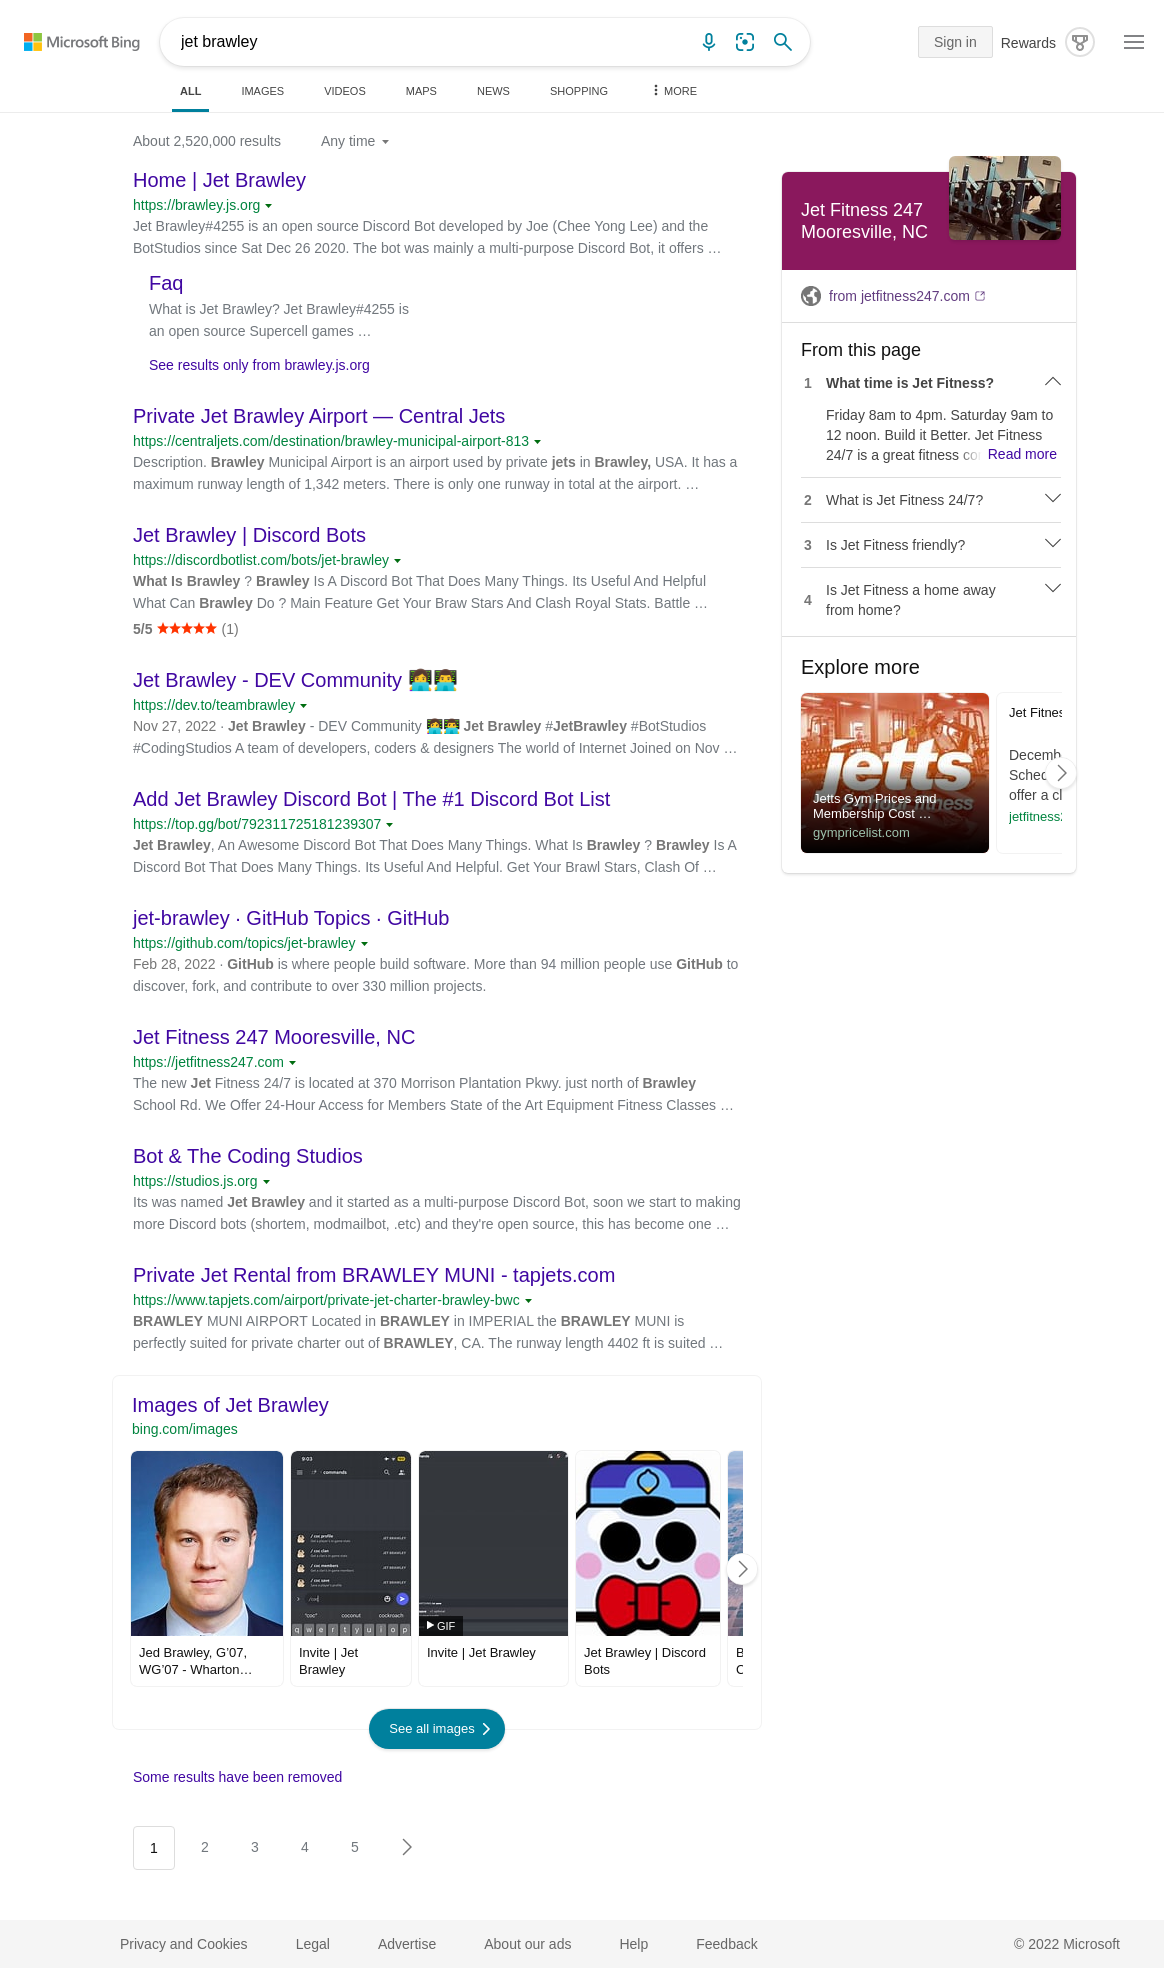 Microsoft Bing
jet brawley
Sign in
Rewards
ALL
IMAGES
VIDEOS
MAPS
NEWS
SHOPPING
MORE
About 2,520,000 results
Any time
Home | Jet Brawley
https://brawley.js.org
Jet Brawley#4255 is an open source Discord Bot developed by Joe (Chee Yong Lee) and the
BotStudios since Sat Dec 26 2020. The bot was mainly a multi-purpose Discord Bot, it offers …
Faq
What is Jet Brawley? Jet Brawley#4255 is
an open source Supercell games …
See results only from brawley.js.org
Private Jet Brawley Airport — Central Jets
https://centraljets.com/destination/brawley-municipal-airport-813
Description. Brawley Municipal Airport is an airport used by private jets in Brawley, USA. It has a
maximum runway length of 1,342 meters. There is only one runway in total at the airport. …
Jet Brawley | Discord Bots
https://discordbotlist.com/bots/jet-brawley
What Is Brawley ? Brawley Is A Discord Bot That Does Many Things. Its Useful And Helpful
What Can Brawley Do ? Main Feature Get Your Braw Stars And Clash Royal Stats. Battle …
5/5 ★★★★★ (1)
Jet Brawley - DEV Community 👩‍💻👨‍💻
https://dev.to/teambrawley
Nov 27, 2022 · Jet Brawley - DEV Community 👩‍💻👨‍💻 Jet Brawley #JetBrawley #BotStudios
#CodingStudios A team of developers, coders & designers The world of Internet Joined on Nov …
Add Jet Brawley Discord Bot | The #1 Discord Bot List
https://top.gg/bot/792311725181239307
Jet Brawley, An Awesome Discord Bot That Does Many Things. What Is Brawley ? Brawley Is A
Discord Bot That Does Many Things. Its Useful And Helpful. Get Your Brawl Stars, Clash Of …
jet-brawley · GitHub Topics · GitHub
https://github.com/topics/jet-brawley
Feb 28, 2022 · GitHub is where people build software. More than 94 million people use GitHub to
discover, fork, and contribute to over 330 million projects.
Jet Fitness 247 Mooresville, NC
https://jetfitness247.com
The new Jet Fitness 24/7 is located at 370 Morrison Plantation Pkwy. just north of Brawley
School Rd. We Offer 24-Hour Access for Members State of the Art Equipment Fitness Classes …
Bot & The Coding Studios
https://studios.js.org
Its was named Jet Brawley and it started as a multi-purpose Discord Bot, soon we start to making
more Discord bots (shortem, modmailbot, .etc) and they're open source, this has become one …
Private Jet Rental from BRAWLEY MUNI - tapjets.com
https://www.tapjets.com/airport/private-jet-charter-brawley-bwc
BRAWLEY MUNI AIRPORT Located in BRAWLEY in IMPERIAL the BRAWLEY MUNI is
perfectly suited for private charter out of BRAWLEY, CA. The runway length 4402 ft is suited …
Images of Jet Brawley
bing.com/images
9:03
commands
/ coc profile
JET BRAWLEY
/ coc clan
JET BRAWLEY
/ coc members
JET BRAWLEY
/ coc save
JET BRAWLEY
"coc"
coconut
cockroach
q w e r t y u i o p
GIF
Jed Brawley, G'07,
WG'07 - Wharton…
Invite | Jet
Brawley
Invite | Jet Brawley
Jet Brawley | Discord
Bots
See all images
Some results have been removed
1
2
3
4
5
Jet Fitness 247
Mooresville, NC
from jetfitness247.com
From this page
1 What time is Jet Fitness?
Friday 8am to 4pm. Saturday 9am to
12 noon. Build it Better. Jet Fitness
24/7 is a great fitness co Read more
2 What is Jet Fitness 24/7?
3 Is Jet Fitness friendly?
4 Is Jet Fitness a home away
from home?
Explore more
jetts
24 hour fitness
Jetts Gym Prices and
Membership Cost …
gympricelist.com
Jet Fitnes
Decemb
Sched
offer a cl
jetfitness
Privacy and Cookies
Legal
Advertise
About our ads
Help
Feedback
© 2022 Microsoft